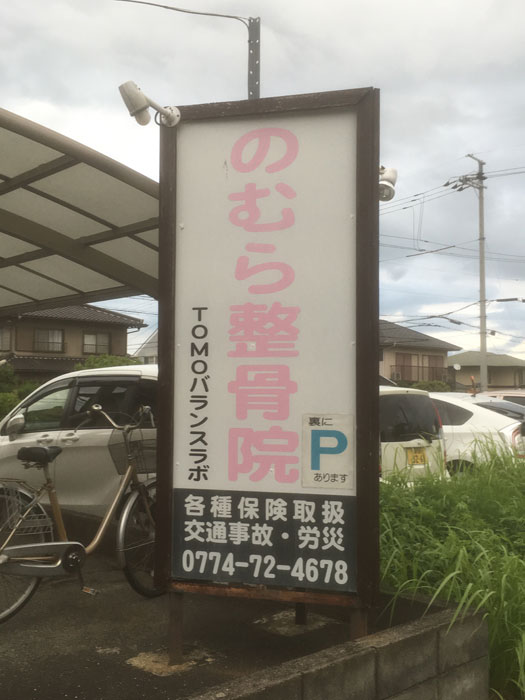 のむら整骨院
TOMOバランスラボ
裏に
P
あります
各種保険取扱
交通事故・労災
0774-72-4678